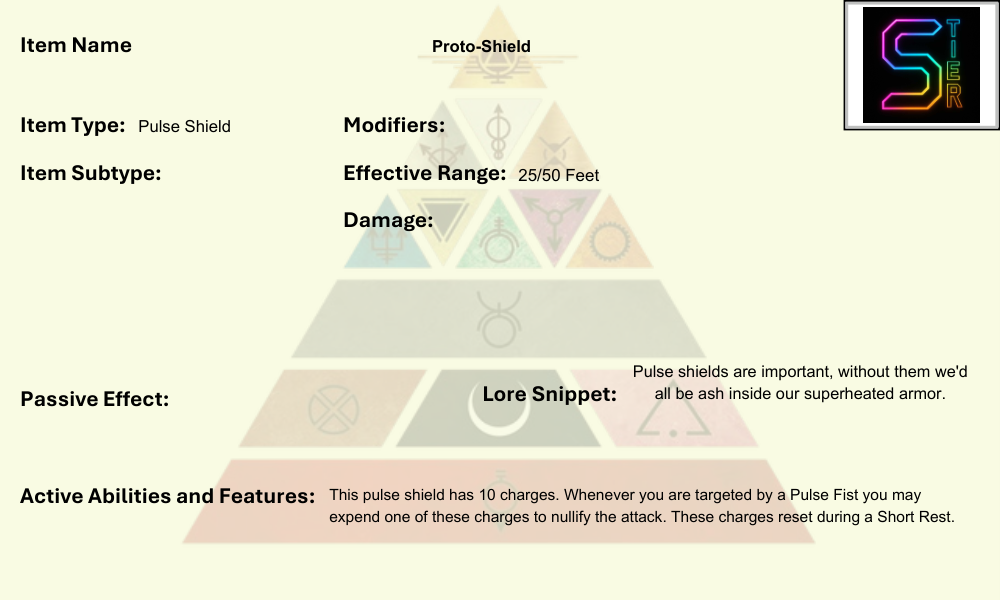 Item Name Proto-Shield
S TIER
Item Type: Pulse Shield Modifiers:
Item Subtype: Effective Range: 25/50 Feet
Damage:
Passive Effect: Lore Snippet: Pulse shields are important, without them we'd
all be ash inside our superheated armor.
Active Abilities and Features: This pulse shield has 10 charges. Whenever you are targeted by a Pulse Fist you may
expend one of these charges to nullify the attack. These charges reset during a Short Rest.